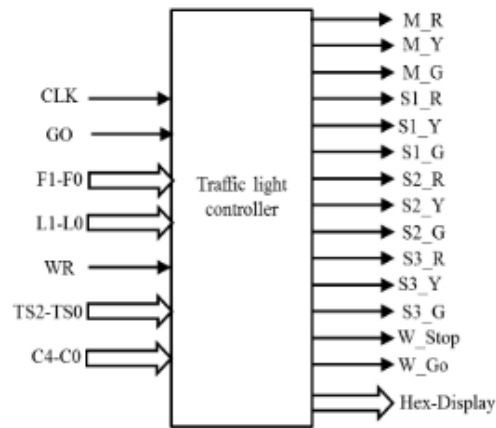 CLK
GO
F1-F0
L1-L0
WR
TS2-TS0
C4-C0
Traffic light
controller
M_R
M_Y
M_G
S1_R
S1_Y
S1_G
S2_R
S2_Y
S2_G
S3_R
S3_Y
S3_G
W_Stop
W_Go
Hex-Display